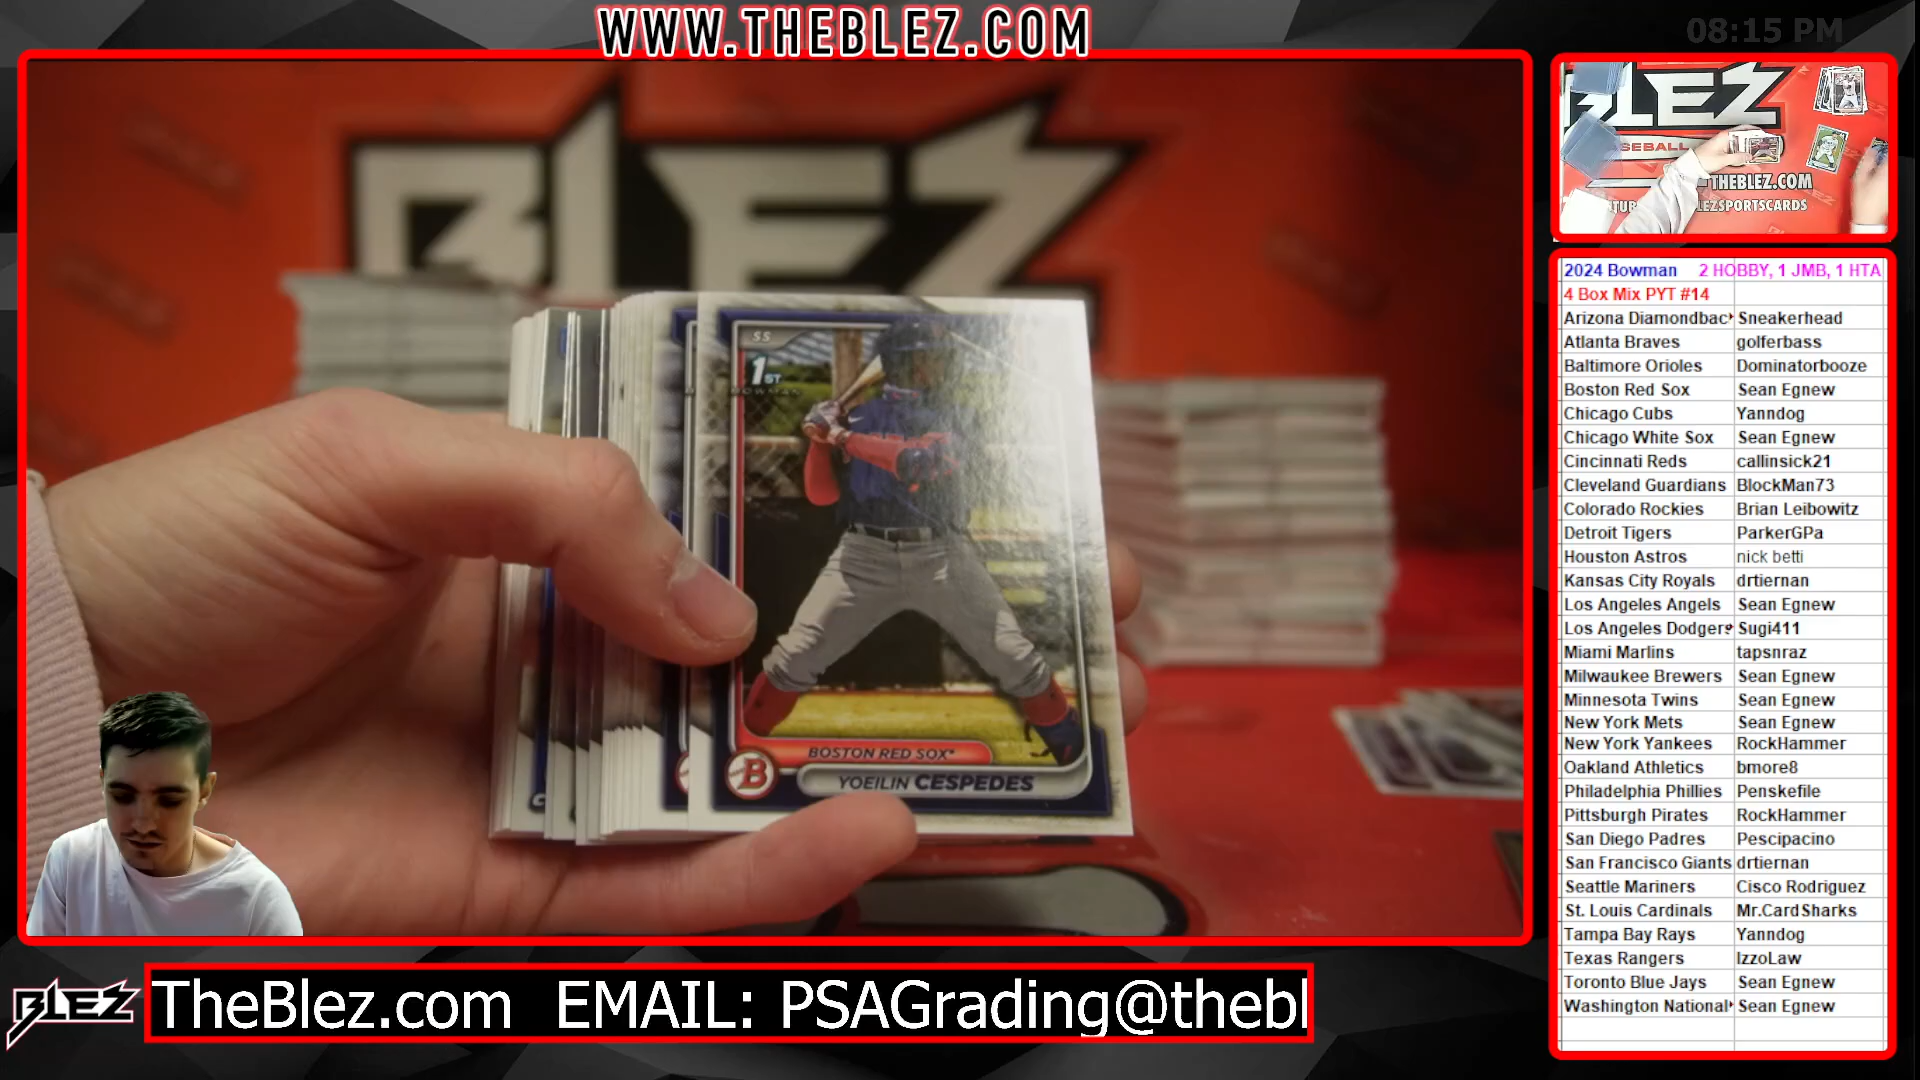 WWW.THEBLEZ.COM
08:15 PM
BLEZ
SS
1ST
BOWMAN
BOSTON RED SOX
B
YOEILIN CESPEDES
BLEZ
SEBALL
THEBLEZ.COM
LEZSPORTSCARDS
2024 Bowman 2 HOBBY, 1 JMB, 1 HTA
4 Box Mix PYT #14
Arizona Diamondbac Sneakerhead
Atlanta Braves golferbass
Baltimore Orioles Dominatorbooze
Boston Red Sox Sean Egnew
Chicago Cubs Yanndog
Chicago White Sox Sean Egnew
Cincinnati Reds callinsick21
Cleveland Guardians BlockMan73
Colorado Rockies Brian Leibowitz
Detroit Tigers ParkerGPa
Houston Astros nick betti
Kansas City Royals drtiernan
Los Angeles Angels Sean Egnew
Los Angeles Dodgers Sugi411
Miami Marlins tapsnraz
Milwaukee Brewers Sean Egnew
Minnesota Twins Sean Egnew
New York Mets Sean Egnew
New York Yankees RockHammer
Oakland Athletics bmore8
Philadelphia Phillies Penskefile
Pittsburgh Pirates RockHammer
San Diego Padres Pescipacino
San Francisco Giants drtiernan
Seattle Mariners Cisco Rodriguez
St. Louis Cardinals Mr.CardSharks
Tampa Bay Rays Yanndog
Texas Rangers IzzoLaw
Toronto Blue Jays Sean Egnew
Washington National Sean Egnew
BLEZ
TheBlez.com EMAIL: PSAGrading@thebl